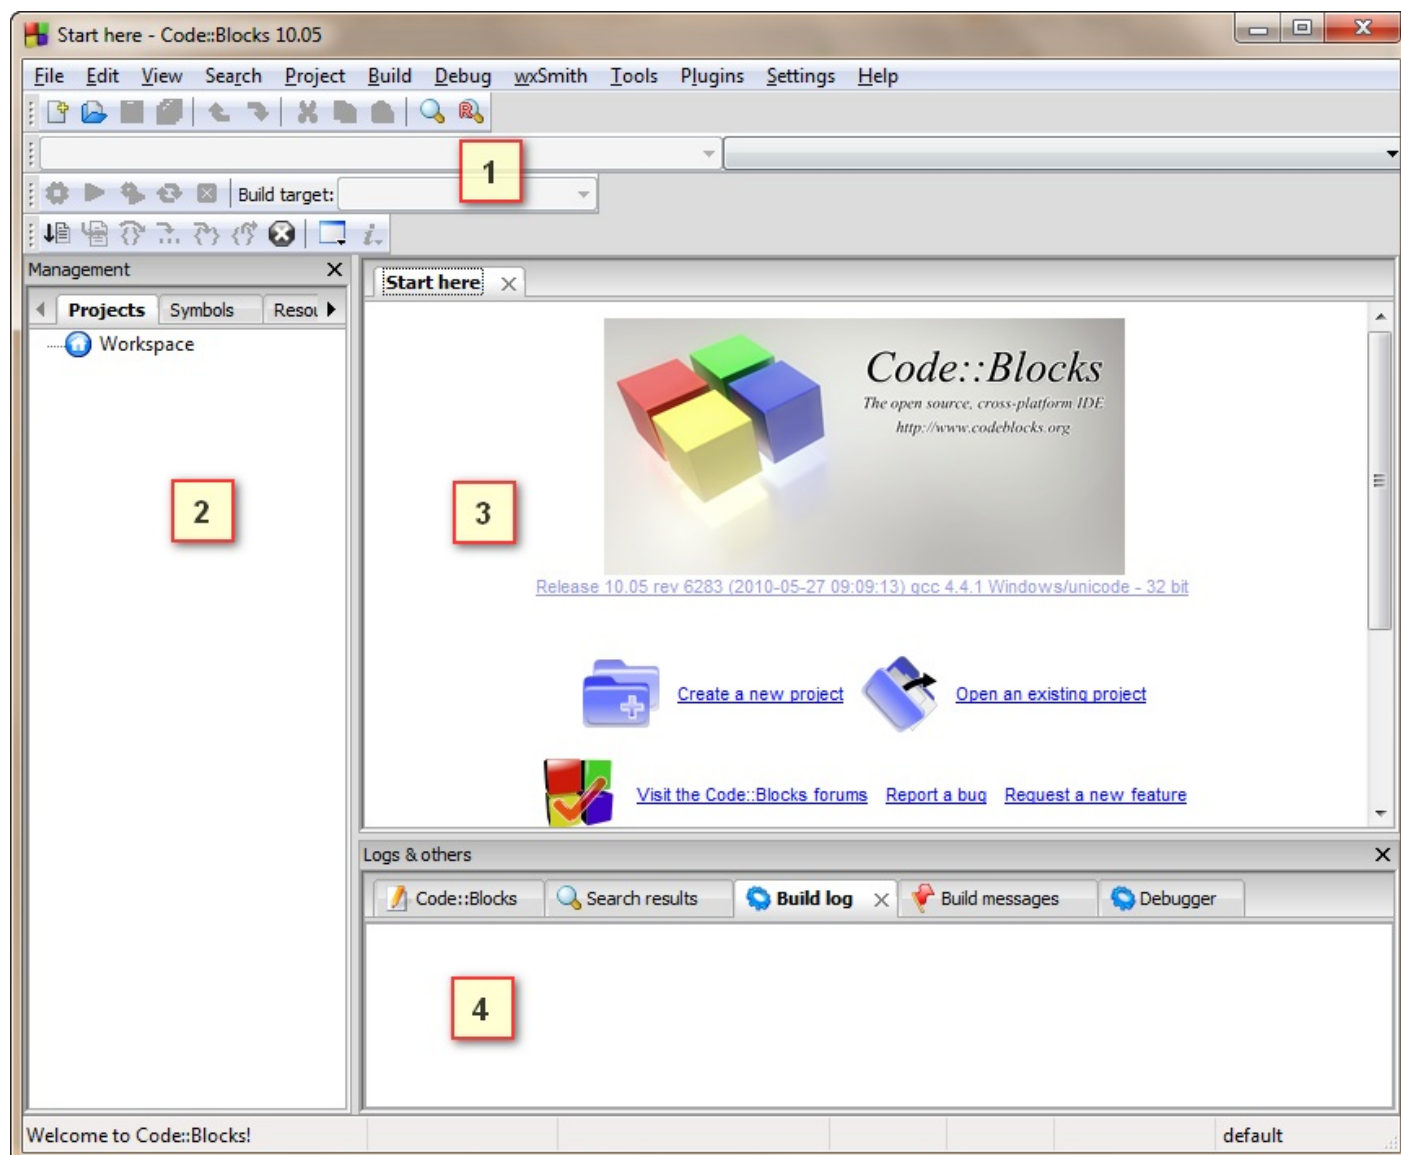 Start here - Code::Blocks 10.05
File Edit View Search Project Build Debug wxSmith Tools Plugins Settings Help
1
Build target:
Management
Projects Symbols
Workspace
2
Start here
Code::Blocks
The open source, cross-platform IDE
http://www.codeblocks.org
3
Release 10.05 rev 6283 (2010-05-27 09:09:13) gcc 4.4.1 Windows/unicode - 32 bit
Create a new project Open an existing project
Visit the Code::Blocks forums Report a bug Request a new feature
Logs & others
Code::Blocks Search results Build log Build messages Debugger
4
Welcome to Code::Blocks! default